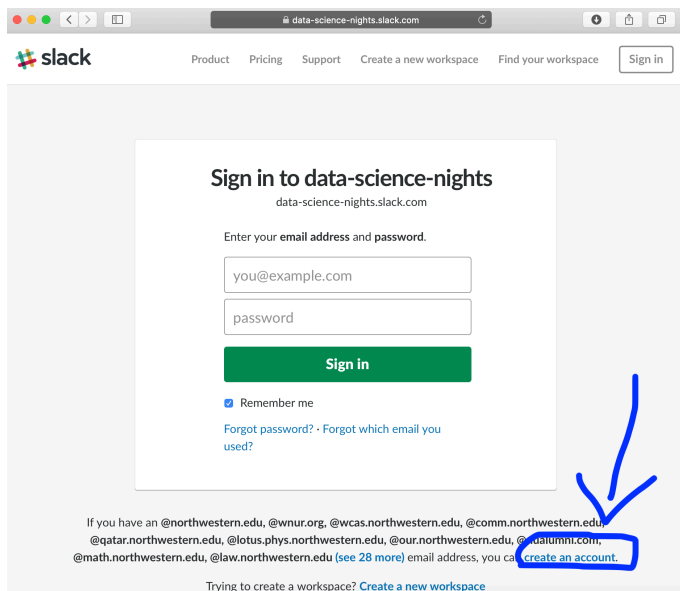 data-science-nights.slack.com
slack Product Pricing Support Create a new workspace Find your workspace Sign in
Sign in to data-science-nights
data-science-nights.slack.com
Enter your email address and password.
you@example.com
password
Sign in
Remember me
Forgot password? · Forgot which email you
used?
If you have an @northwestern.edu, @wnur.org, @wcas.northwestern.edu, @comm.northwestern.edu,
@qatar.northwestern.edu, @lotus.phys.northwestern.edu, @our.northwestern.edu,
@math.northwestern.edu, @law.northwestern.edu (see 28 more) email address, you can create an account.
Trying to create a workspace? Create a new workspace